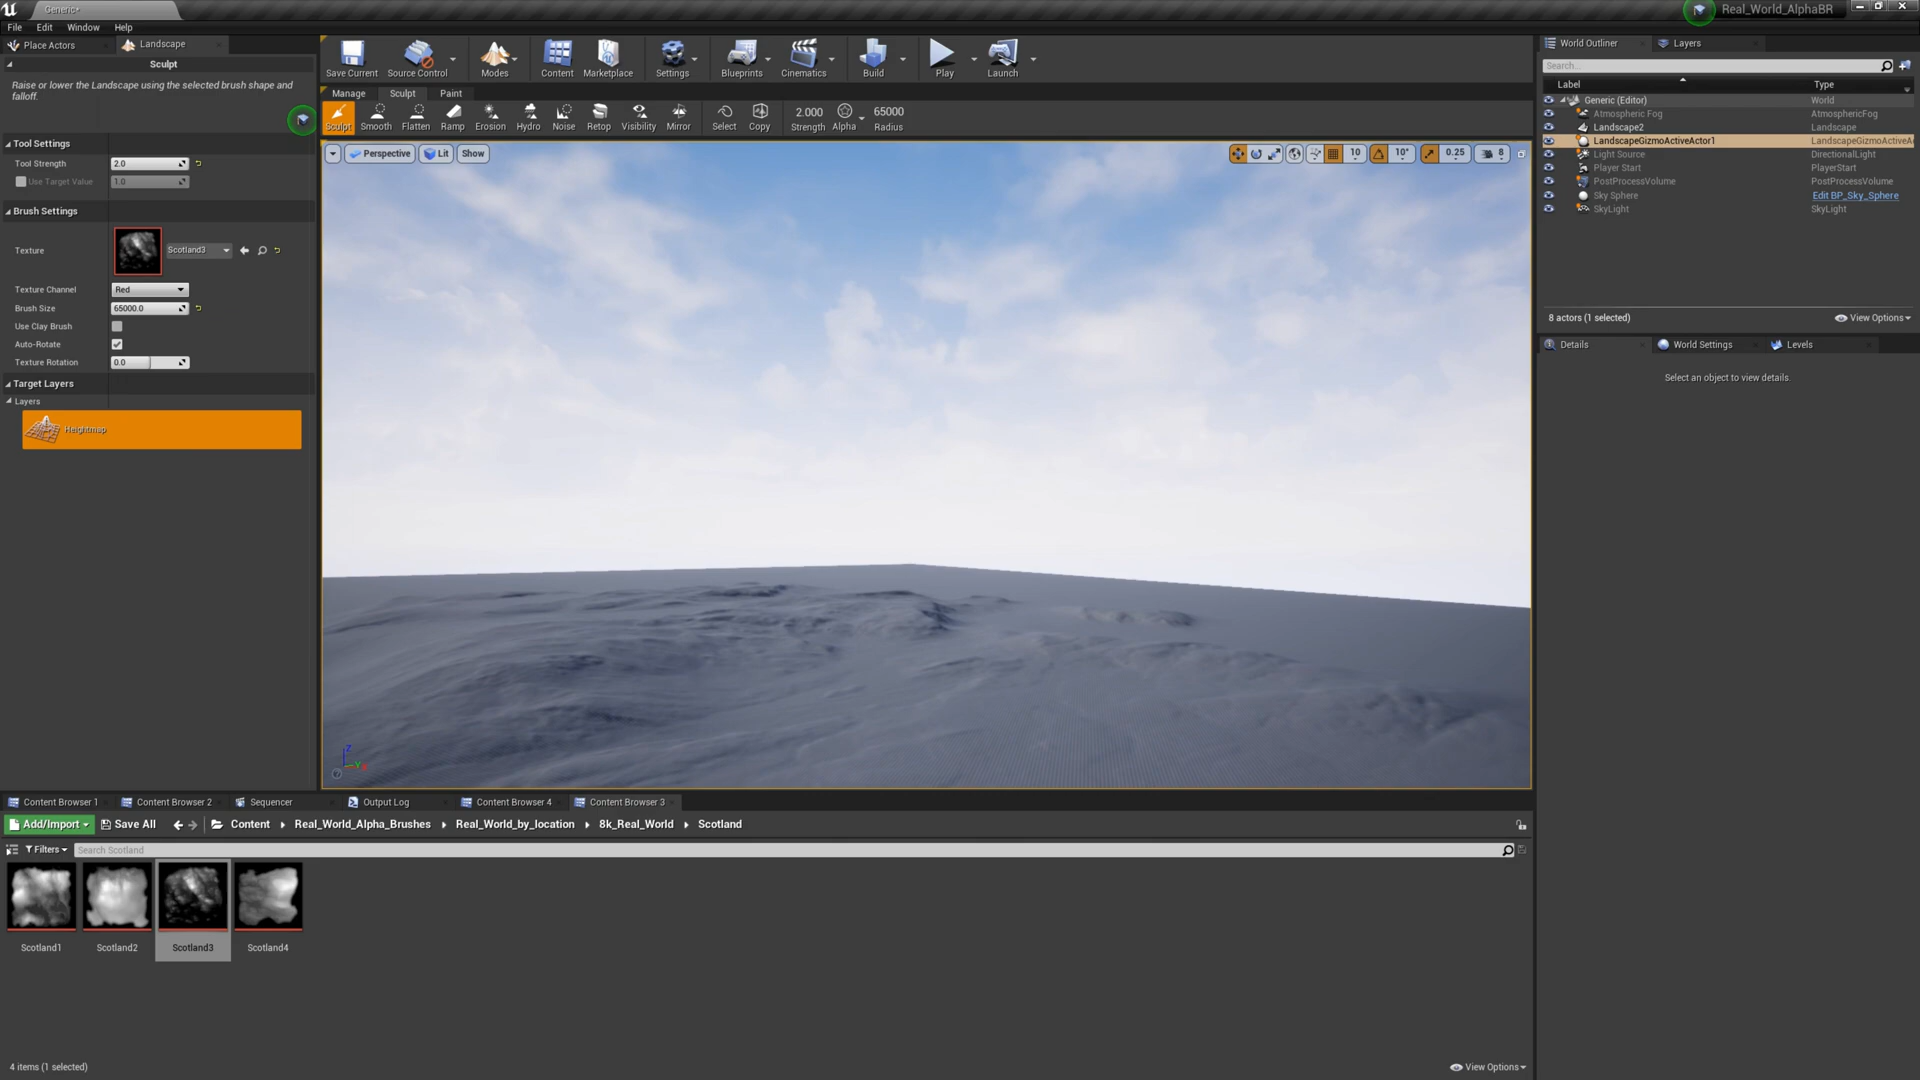 Generic*
Real_World_AlphaBR
File Edit Window Help
Place Actors
Landscape
Sculpt
Raise or lower the Landscape using the selected brush shape and
falloff.
Tool Settings
Tool Strength 2.0
Use Target Value 1.0
Brush Settings
Texture Scotland3
Texture Channel Red
Brush Size 65000.0
Use Clay Brush
Auto-Rotate
Texture Rotation 0.0
Target Layers
Layers
Heightmap
Save Current Source Control Modes Content Marketplace Settings Blueprints Cinematics Build Play Launch
Manage Sculpt Paint
Sculpt Smooth Flatten Ramp Erosion Hydro Noise Retop Visibility Mirror Select Copy
2.000 65000
Strength Alpha Radius
Perspective Lit Show
10 10° 0.25 8
Z
Y
World Outliner Layers
Search...
Label Type
Generic (Editor) World
Atmospheric Fog AtmosphericFog
Landscape2 Landscape
LandscapeGizmoActiveActor1 LandscapeGizmoActiveA
Light Source DirectionalLight
Player Start PlayerStart
PostProcessVolume PostProcessVolume
Sky Sphere Edit BP_Sky_Sphere
SkyLight SkyLight
8 actors (1 selected) View Options
Details World Settings Levels
Select an object to view details.
Content Browser 1 Content Browser 2 Sequencer Output Log Content Browser 4 Content Browser 3
Add/Import Save All Content Real_World_Alpha_Brushes Real_World_by_location 8k_Real_World Scotland
Filters Search Scotland
Scotland1 Scotland2 Scotland3 Scotland4
4 items (1 selected) View Options